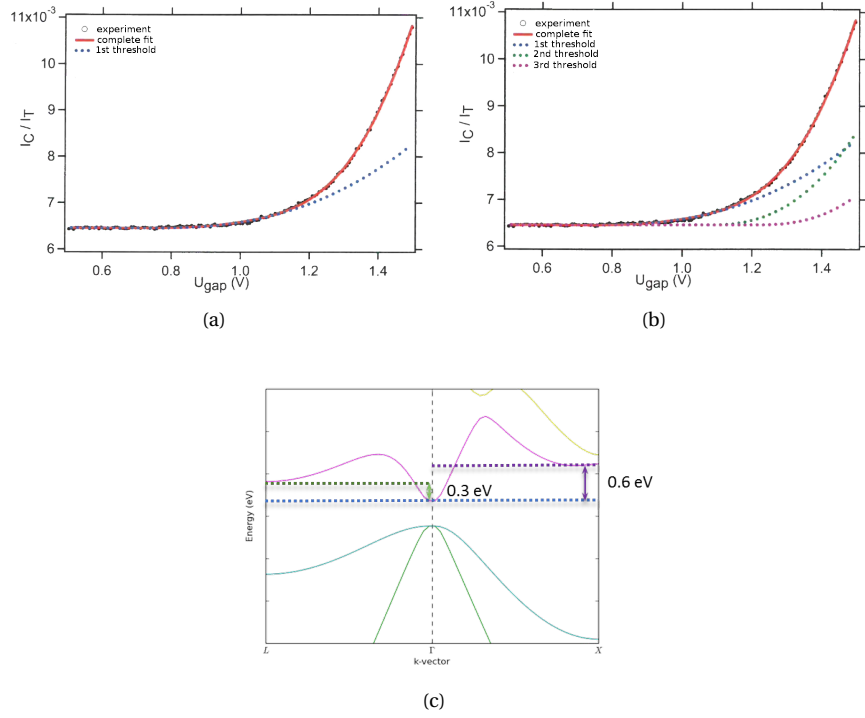 11x10⁻³
10
9
8
7
6
I_C / I_T
experiment
complete fit
1st threshold
0.6
0.8
1.0
1.2
1.4
U_gap (V)
(a)
11x10⁻³
10
9
8
7
6
I_C / I_T
experiment
complete fit
1st threshold
2nd threshold
3rd threshold
0.6
0.8
1.0
1.2
1.4
U_gap (V)
(b)
Energy (eV)
0.3 eV
0.6 eV
L
Γ
X
k-vector
(c)